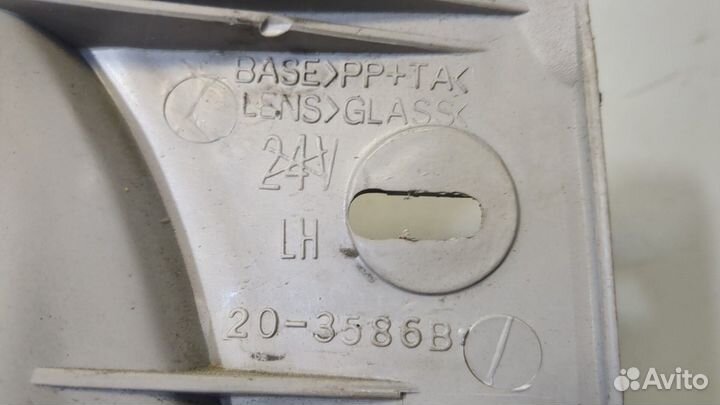 BASE>PP+TA<
LENS>GLASS<
24V
LH
20-3586B
Avito